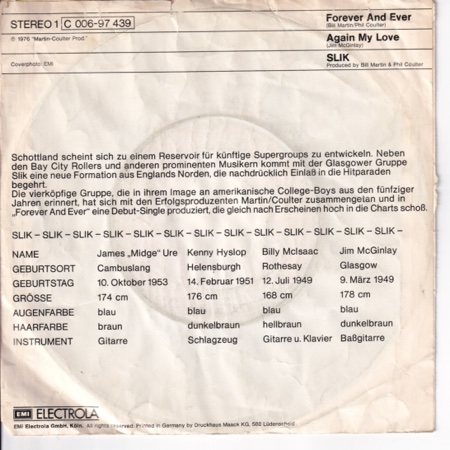 STEREO 1 C 006-97 439
Forever And Ever
(Bill Martin/Phil Coulter)
℗ 1976 "Martin-Coulter Prod."
Again My Love
(Jim McGinlay)
Coverphoto: EMI
SLIK
Produced by Bill Martin & Phil Coulter
Schottland scheint sich zu einem Reservoir für künftige Supergroups zu entwickeln. Neben
den Bay City Rollers und anderen prominenten Musikern kommt mit der Glasgower Gruppe
Slik eine neue Formation aus Englands Norden, die nachdrücklich Einlaß in die Hitparaden
begehrt.
Die vierköpfige Gruppe, die in ihrem Image an amerikanische College-Boys aus den fünfziger
Jahren erinnert, hat sich mit den Erfolgsproduzenten Martin/Coulter zusammengetan und in
„Forever And Ever" eine Debut-Single produziert, die gleich nach Erscheinen hoch in die Charts schoß.
SLIK – SLIK – SLIK – SLIK – SLIK – SLIK – SLIK – SLIK – SLIK – SLIK – SLIK – SLIK – SLIK –
NAME James „Midge" Ure Kenny Hyslop Billy McIsaac Jim McGinlay
GEBURTSORT Cambuslang Helensburgh Rothesay Glasgow
GEBURTSTAG 10. Oktober 1953 14. Februar 1951 12. Juli 1949 9. März 1949
GRÖSSE 174 cm 176 cm 168 cm 178 cm
AUGENFARBE blau blau blau blau
HAARFARBE braun dunkelbraun hellbraun dunkelbraun
INSTRUMENT Gitarre Schlagzeug Gitarre u. Klavier Baßgitarre
EMI ELECTROLA
EMI Electrola GmbH, Köln. All rights reserved. Printed in Germany by Druckhaus Maack KG, 588 Lüdenscheid